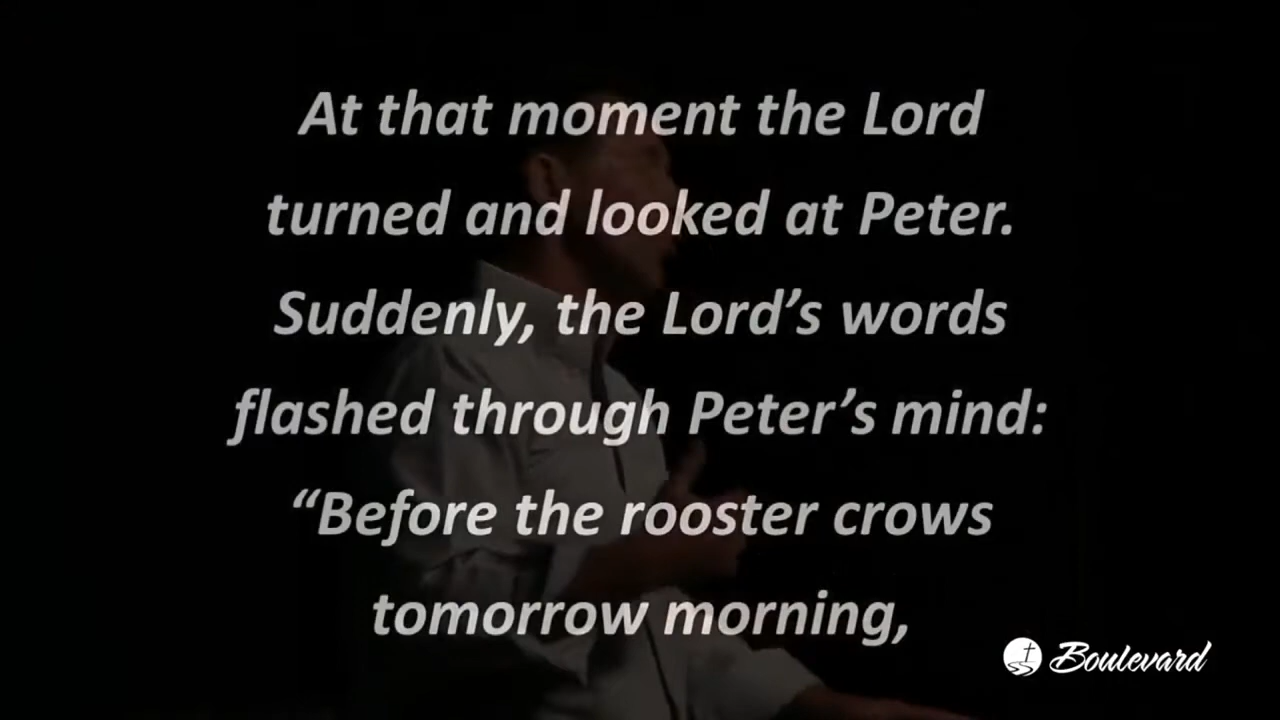 At that moment the Lord
turned and looked at Peter.
Suddenly, the Lord’s words
flashed through Peter’s mind:
“Before the rooster crows
tomorrow morning,
Boulevard